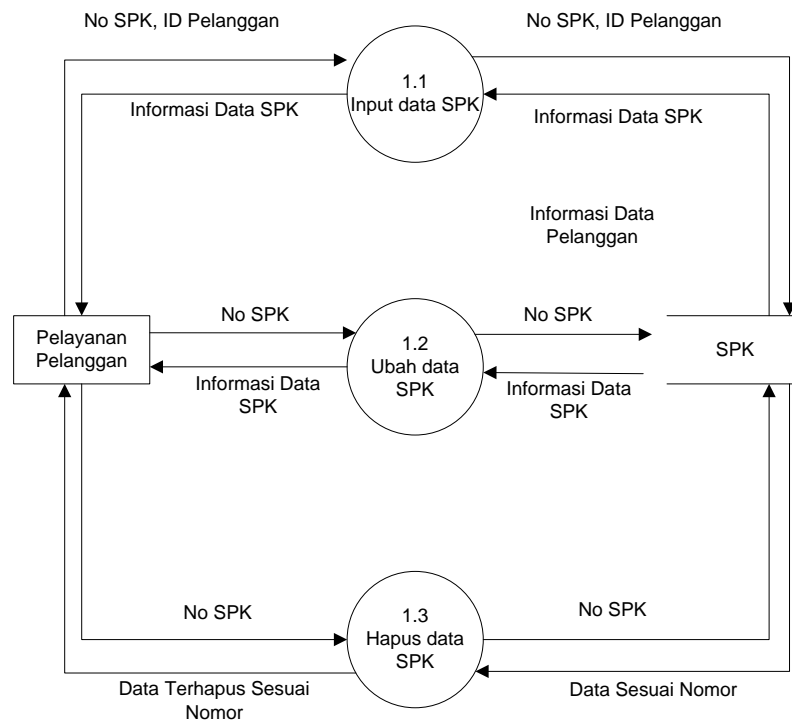 No SPK, ID Pelanggan
No SPK, ID Pelanggan
1.1
Input data SPK
Informasi Data SPK
Informasi Data SPK
Informasi Data
Pelanggan
Pelayanan
Pelanggan
No SPK
1.2
Ubah data
SPK
No SPK
SPK
Informasi Data
SPK
Informasi Data
SPK
No SPK
1.3
Hapus data
SPK
No SPK
Data Terhapus Sesuai
Nomor
Data Sesuai Nomor